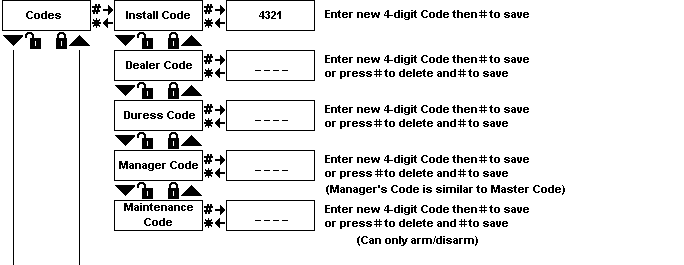 Codes # Install Code # 4321 Enter new 4-digit Code then # to save
* *
Dealer Code # _ _ _ _ Enter new 4-digit Code then # to save
* or press # to delete and # to save
Duress Code # _ _ _ _ Enter new 4-digit Code then # to save
* or press # to delete and # to save
Manager Code # _ _ _ _ Enter new 4-digit Code then # to save
* or press # to delete and # to save
(Manager's Code is similar to Master Code)
Maintenance # _ _ _ _ Enter new 4-digit Code then # to save
Code * or press # to delete and # to save
(Can only arm/disarm)